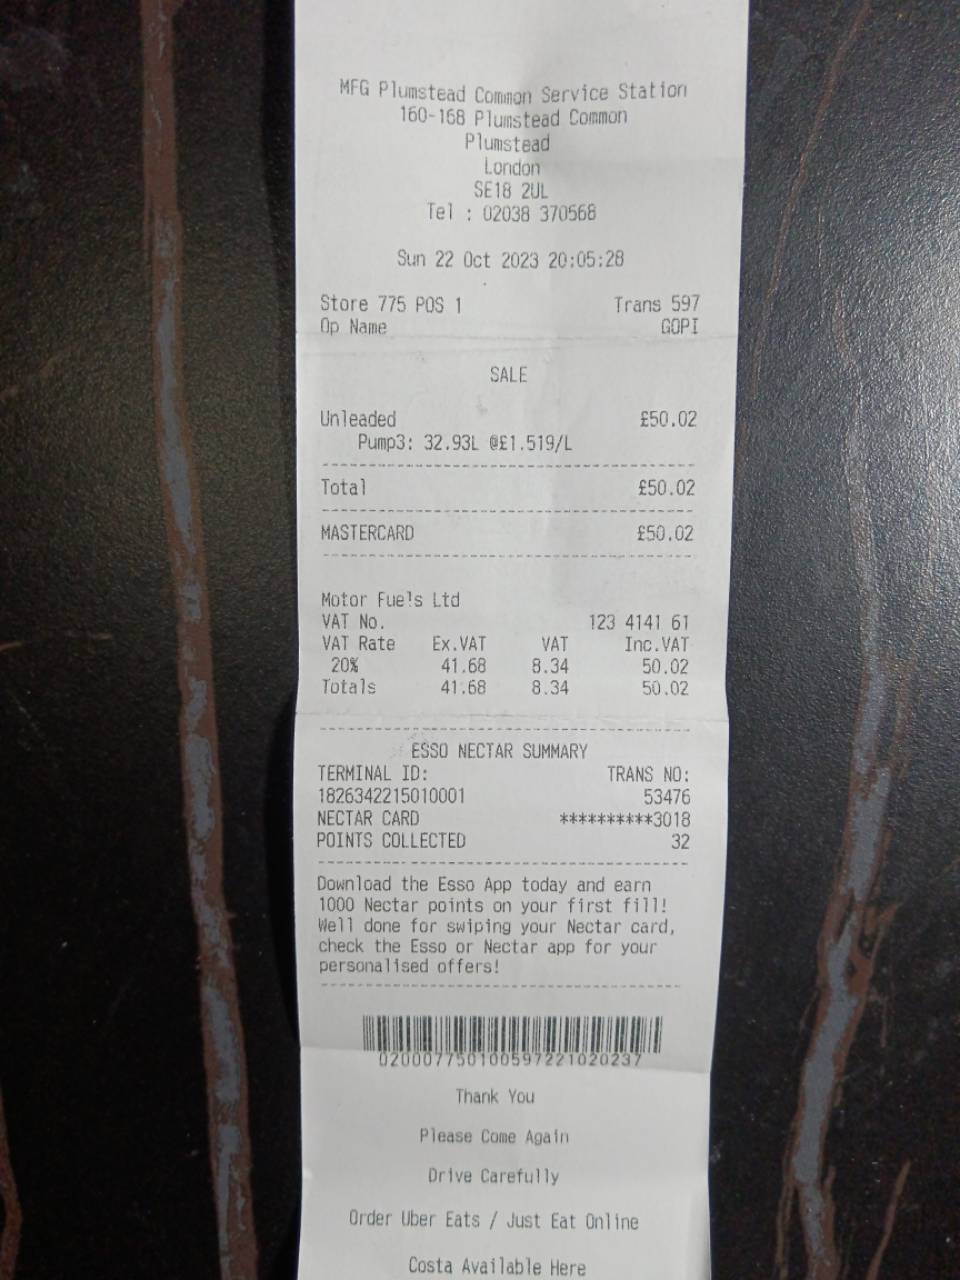 MFG Plumstead Common Service Station
160-168 Plumstead Common
Plumstead
London
SE18 2UL
Tel : 02038 370568
Sun 22 Oct 2023 20:05:28
Store 775 POS 1 Trans 597
Op Name GOPI
SALE
Unleaded £50.02
Pump3: 32.93L @£1.519/L
Total £50.02
MASTERCARD £50.02
Motor Fuels Ltd
VAT No. 123 4141 61
VAT Rate Ex.VAT VAT Inc.VAT
20% 41.68 8.34 50.02
Totals 41.68 8.34 50.02
ESSO NECTAR SUMMARY
TERMINAL ID: TRANS NO:
1826342215010001 53476
NECTAR CARD **********3018
POINTS COLLECTED 32
Download the Esso App today and earn
1000 Nectar points on your first fill!
Well done for swiping your Nectar card,
check the Esso or Nectar app for your
personalised offers!
0200077501005972210202​37
Thank You
Please Come Again
Drive Carefully
Order Uber Eats / Just Eat Online
Costa Available Here